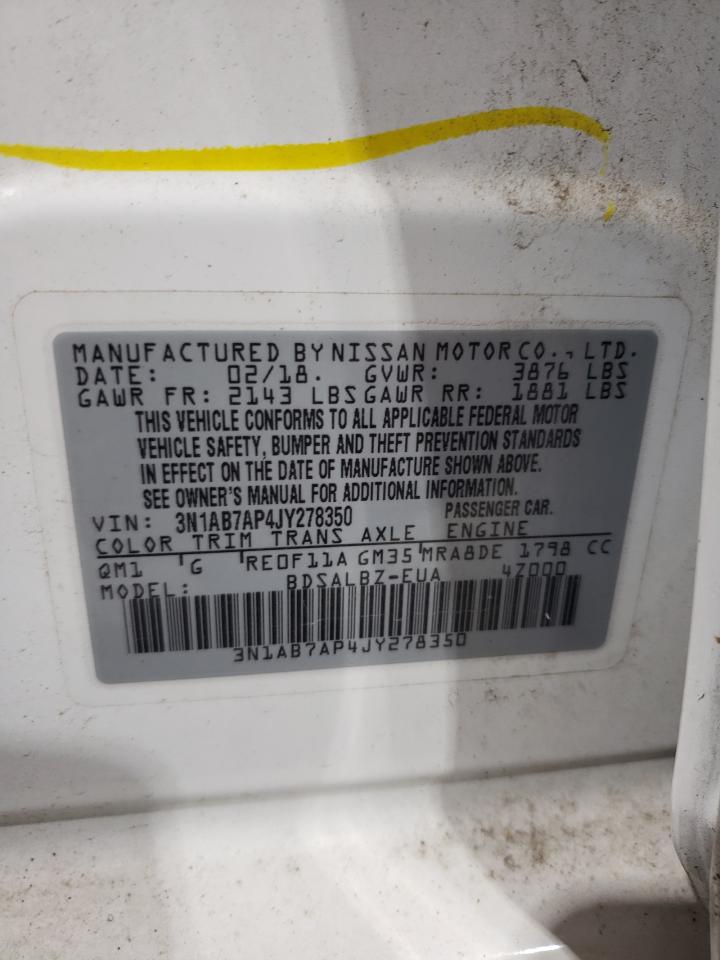 MANUFACTURED BY NISSAN MOTOR CO., LTD.
DATE: 02/18. GVWR: 3876 LBS
GAWR FR: 2143 LBS GAWR RR: 1881 LBS
THIS VEHICLE CONFORMS TO ALL APPLICABLE FEDERAL MOTOR
VEHICLE SAFETY, BUMPER AND THEFT PREVENTION STANDARDS
IN EFFECT ON THE DATE OF MANUFACTURE SHOWN ABOVE.
SEE OWNER'S MANUAL FOR ADDITIONAL INFORMATION.
VIN: 3N1AB7AP4JY278350 PASSENGER CAR.
COLOR TRIM TRANS AXLE ENGINE
QM1 G RE0F11A GM35 MRA8DE 1798 CC
MODEL: BDSALBZ-EUA 4Z000
3N1AB7AP4JY278350